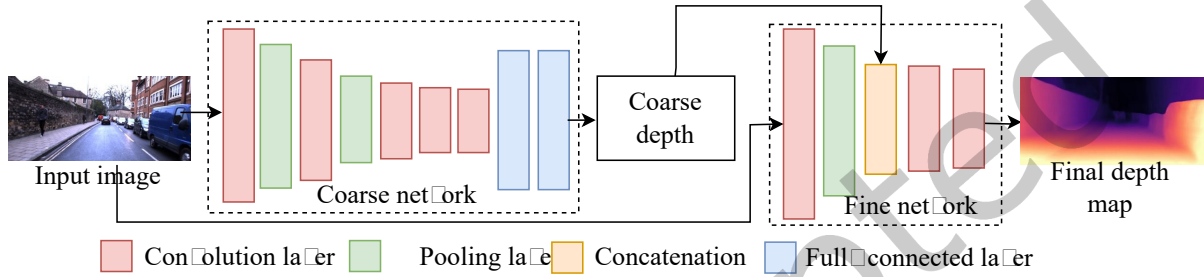 Coarse
depth
Input image
Coarse net□ork
Fine net□ork
Final depth
map
Con□olution la□er
Pooling la□e
Concatenation
Full□ connected la□er
nted